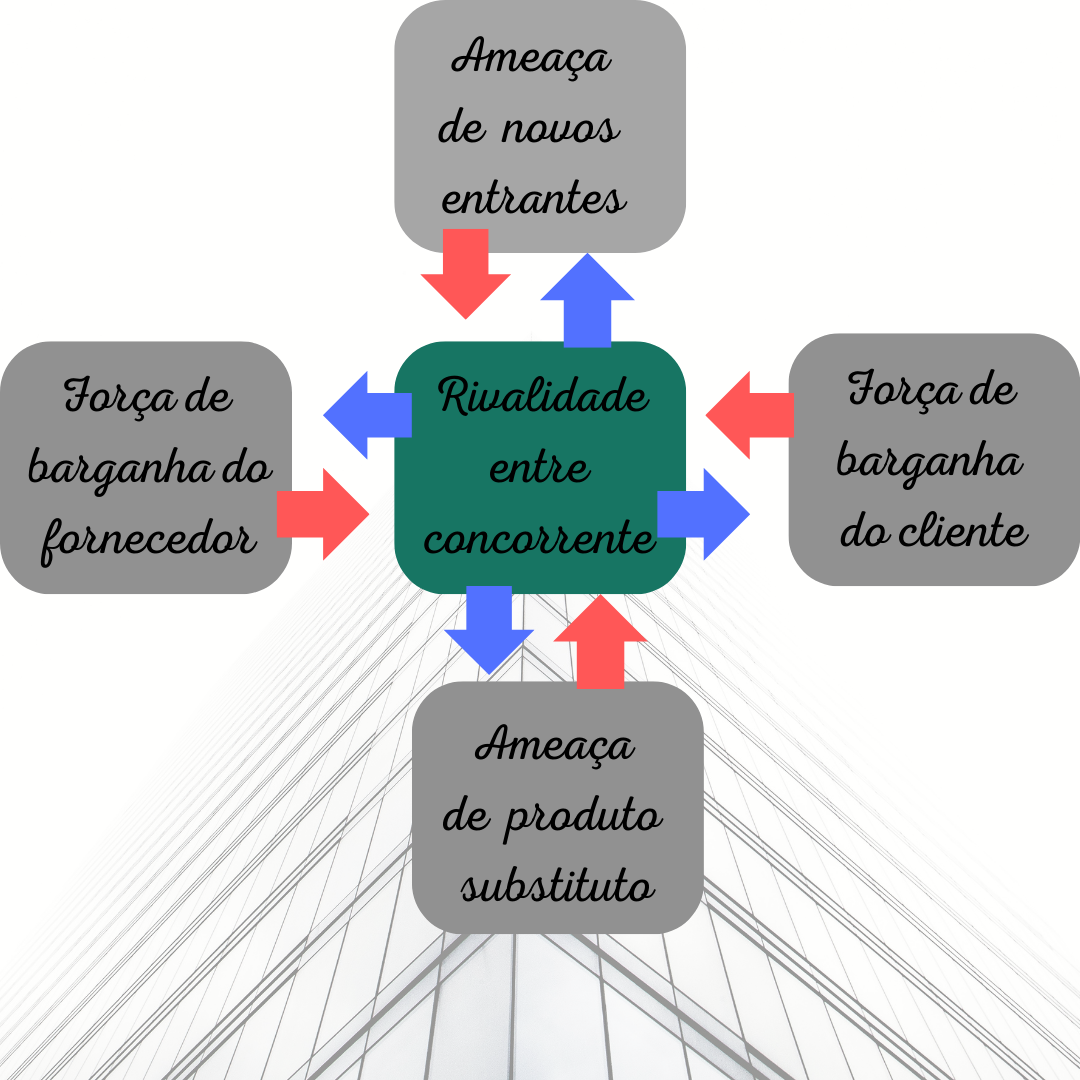 Ameaça
de novos
entrantes
Força de
barganha do
fornecedor
Rivalidade
entre
concorrente
Força de
barganha
do cliente
Ameaça
de produto
substituto